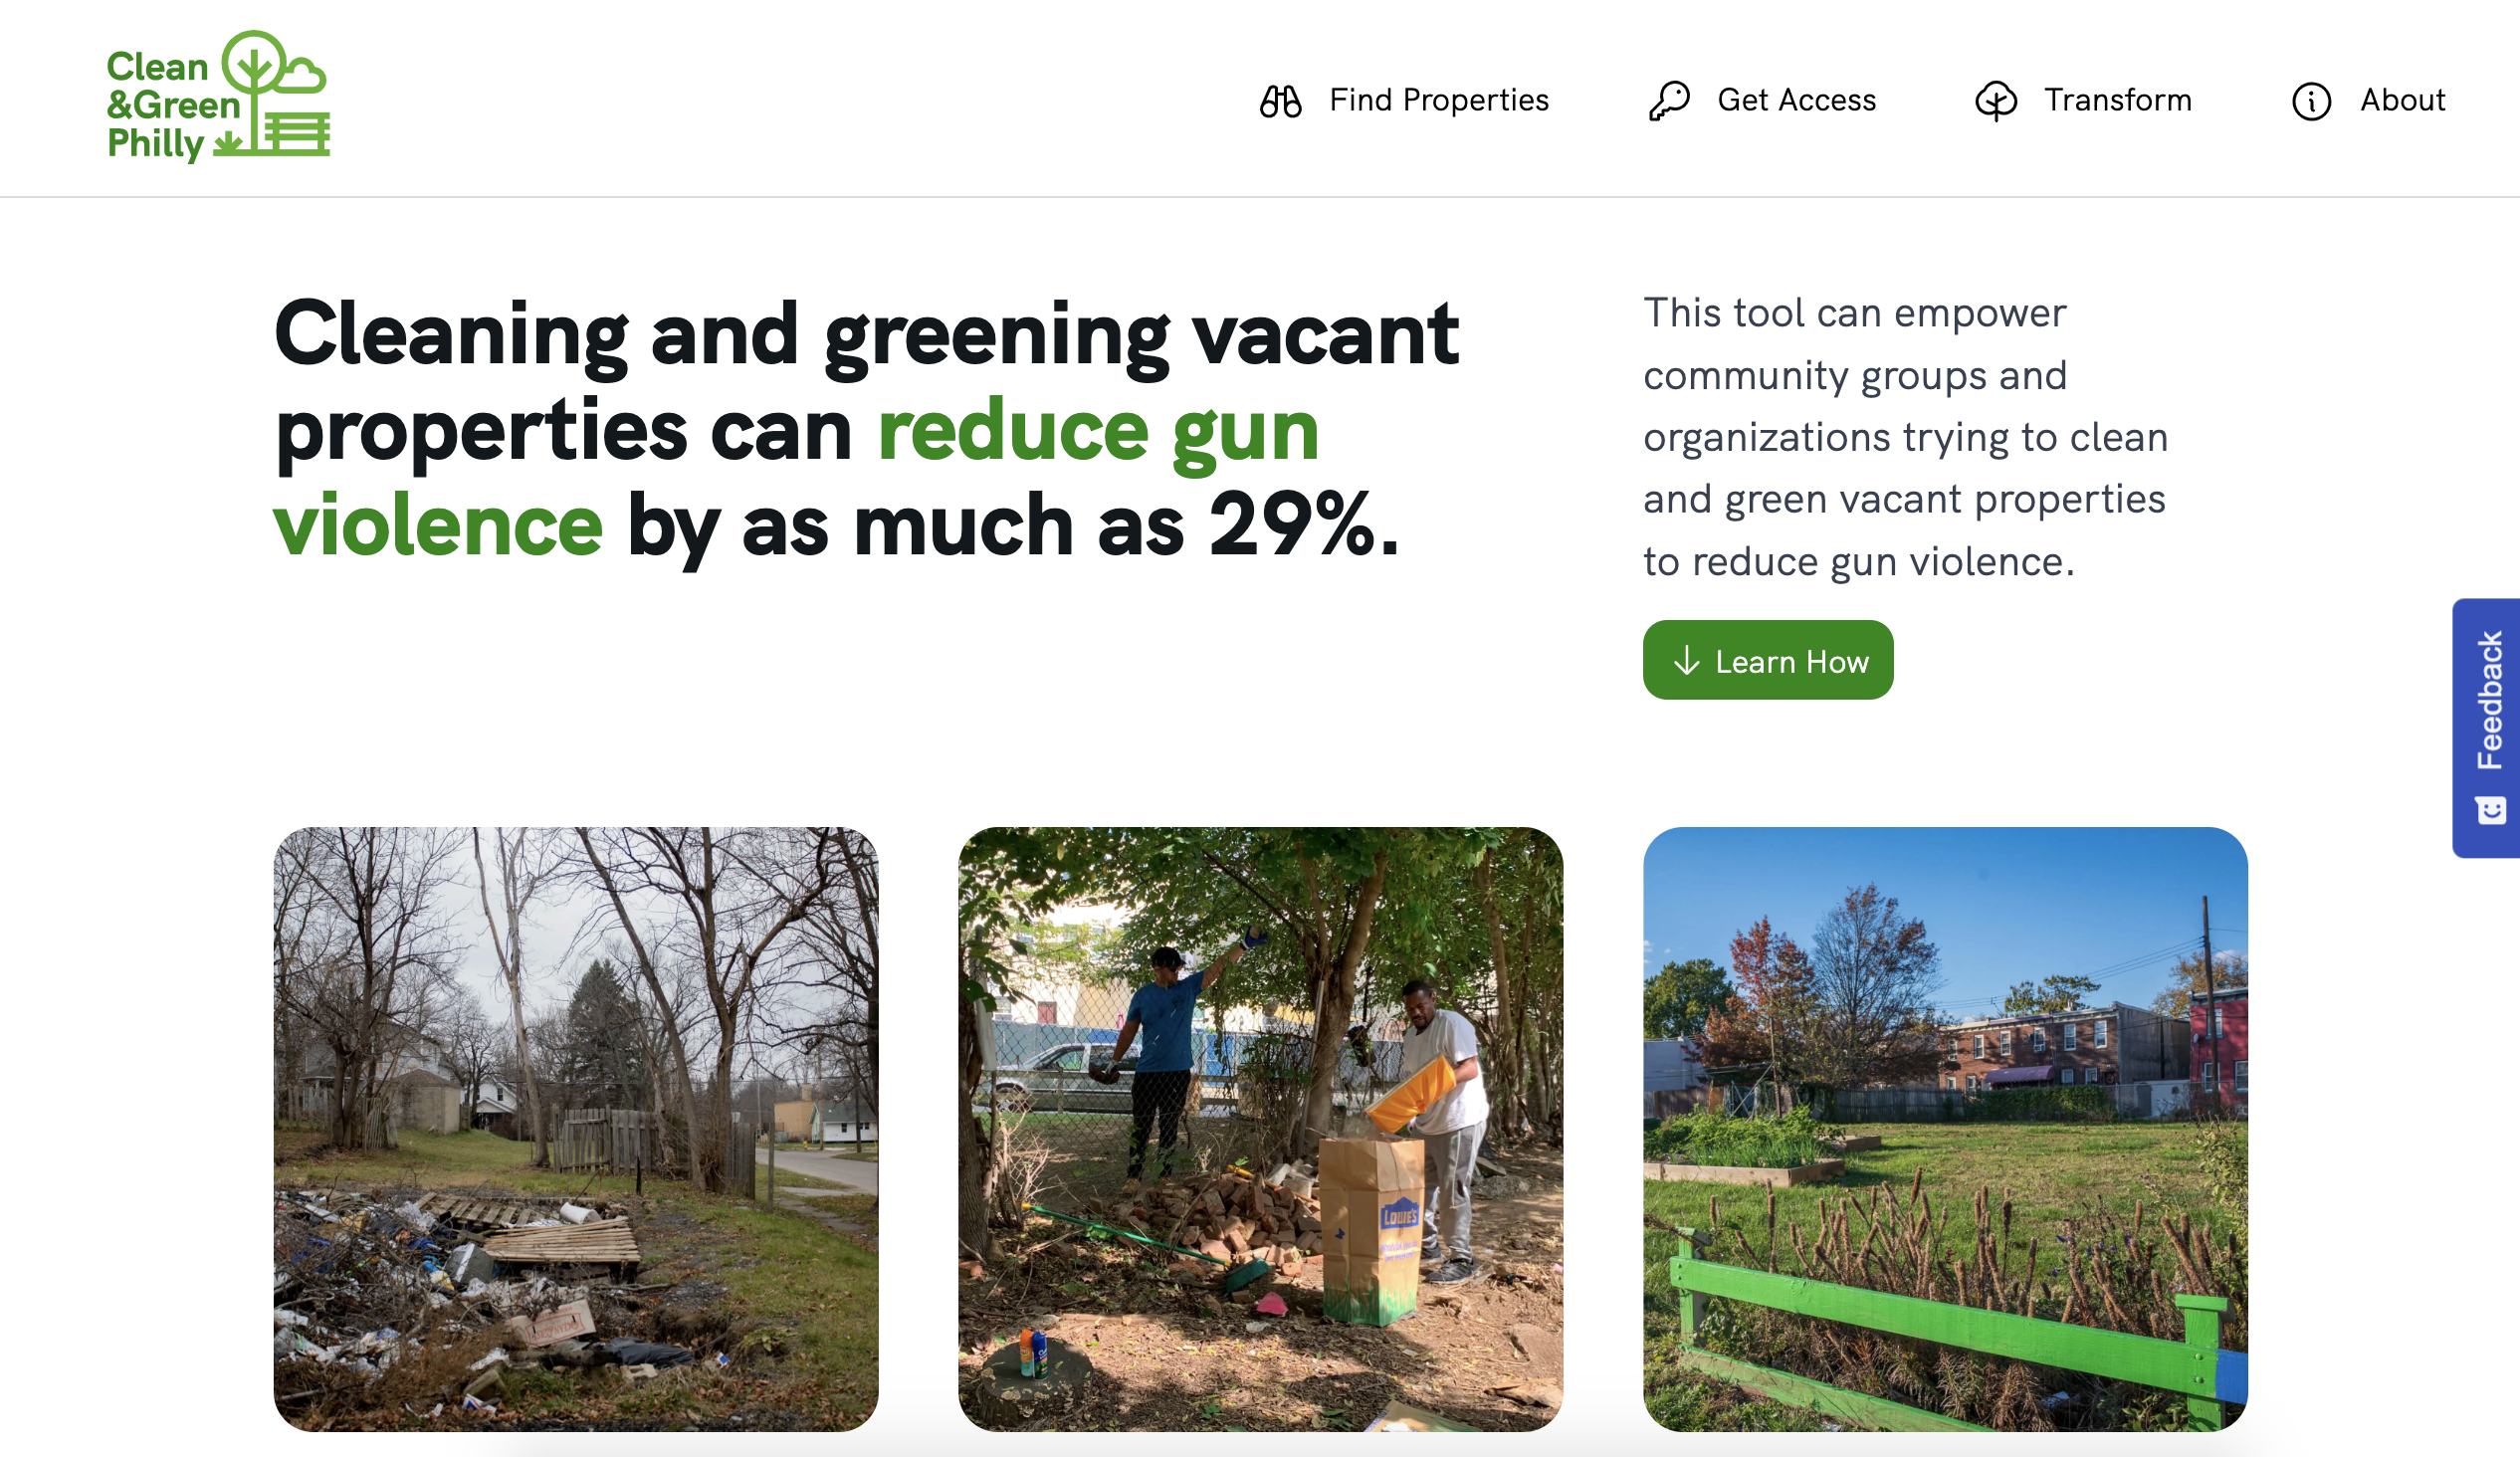 Clean
&Green
Philly
Find Properties
Get Access
Transform
About
Cleaning and greening vacant
properties can reduce gun
violence by as much as 29%.
This tool can empower
community groups and
organizations trying to clean
and green vacant properties
to reduce gun violence.
Learn How
Feedback
LOWE'S